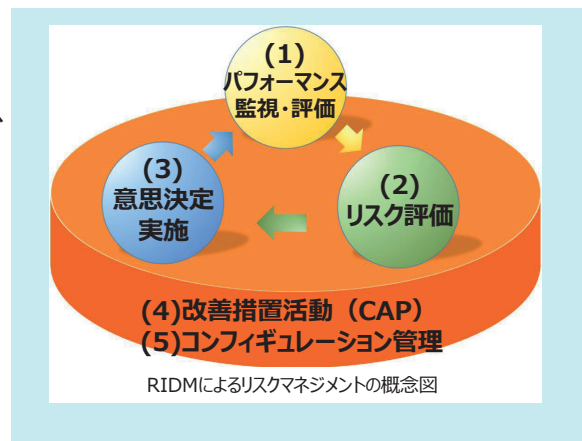 (1)
パフォーマンス
監視・評価
(3)
意思決定
実施
(2)
リスク評価
(4)改善措置活動（CAP）
(5)コンフィギュレーション管理
RIDMによるリスクマネジメントの概念図